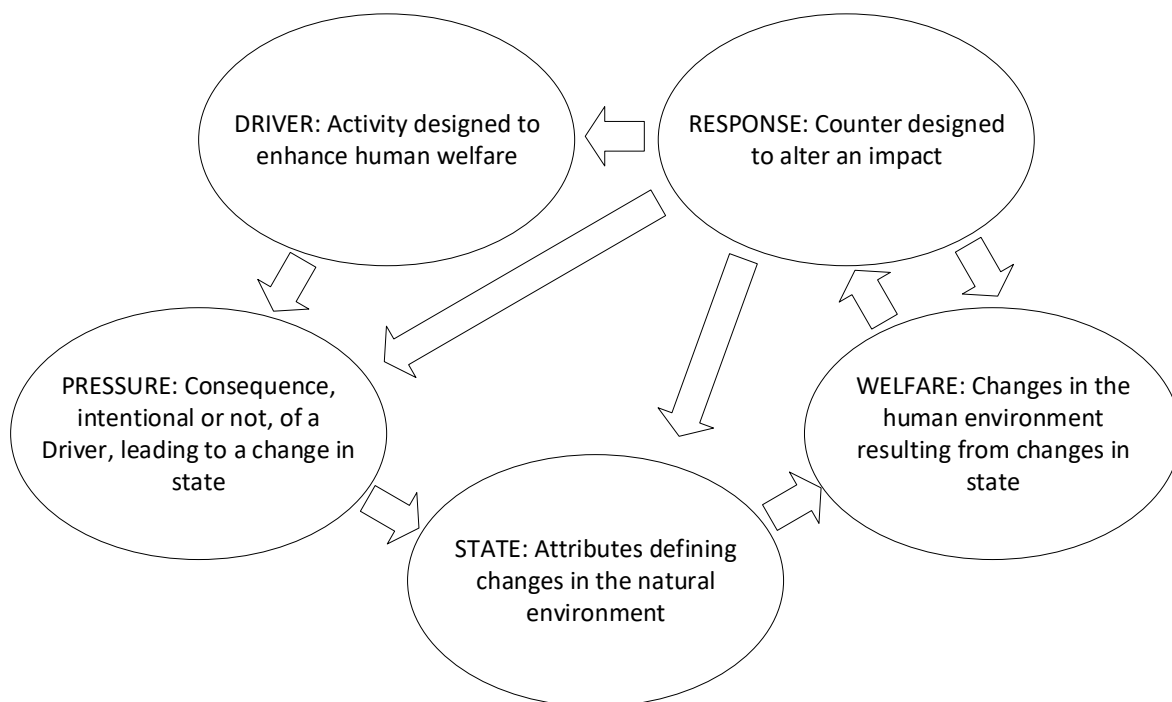 DRIVER: Activity designed to
enhance human welfare
RESPONSE: Counter designed
to alter an impact
PRESSURE: Consequence,
intentional or not, of a
Driver, leading to a change in
state
WELFARE: Changes in the
human environment
resulting from changes in
state
STATE: Attributes defining
changes in the natural
environment